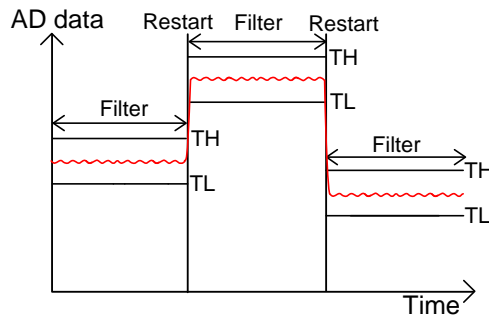 AD data
Restart
Filter
Restart
TH
TL
Filter
TH
TL
Filter
TH
TL
Time